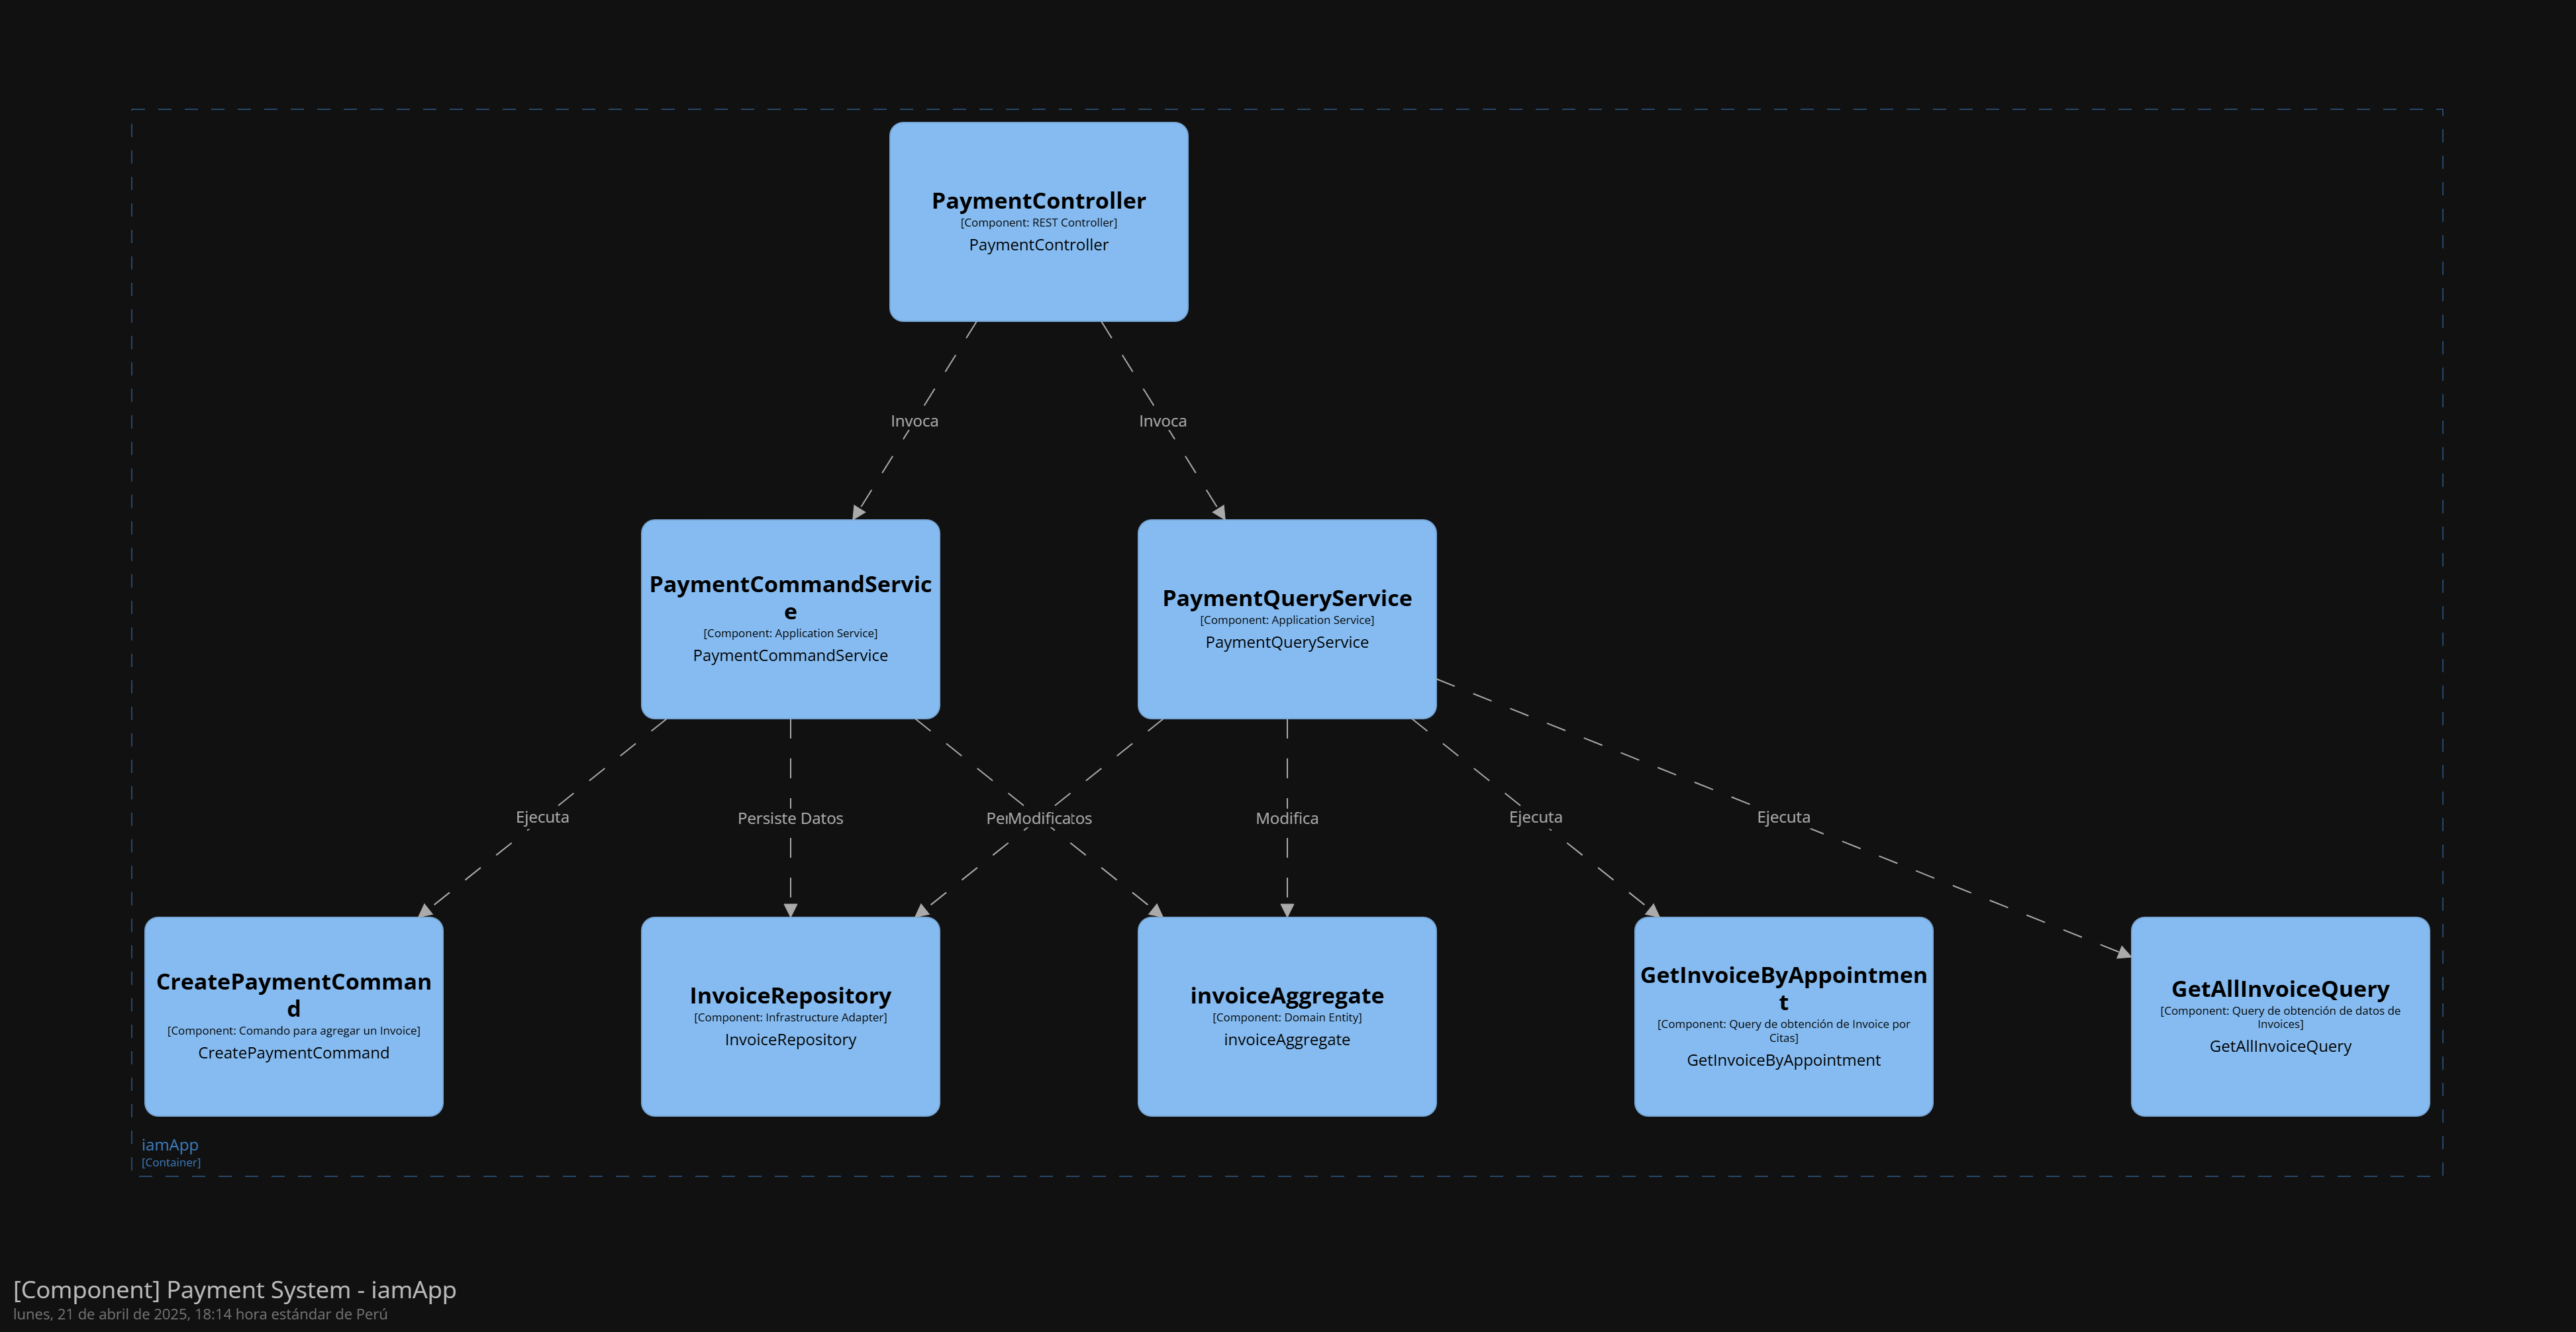 PaymentController
[Component: REST Controller]
PaymentController
Invoca
Invoca
PaymentCommandServic
e
[Component: Application Service]
PaymentCommandService
PaymentQueryService
[Component: Application Service]
PaymentQueryService
Ejecuta
Persiste Datos
Modifica
Modifica
Ejecuta
Ejecuta
CreatePaymentComman
d
[Component: Comando para agregar un Invoice]
CreatePaymentCommand
InvoiceRepository
[Component: Infrastructure Adapter]
InvoiceRepository
invoiceAggregate
[Component: Domain Entity]
invoiceAggregate
GetInvoiceByAppointmen
t
[Component: Query de obtención de Invoice por
Citas]
GetInvoiceByAppointment
GetAllInvoiceQuery
[Component: Query de obtención de datos de
Invoices]
GetAllInvoiceQuery
iamApp
[Container]
[Component] Payment System - iamApp
lunes, 21 de abril de 2025, 18:14 hora estándar de Perú